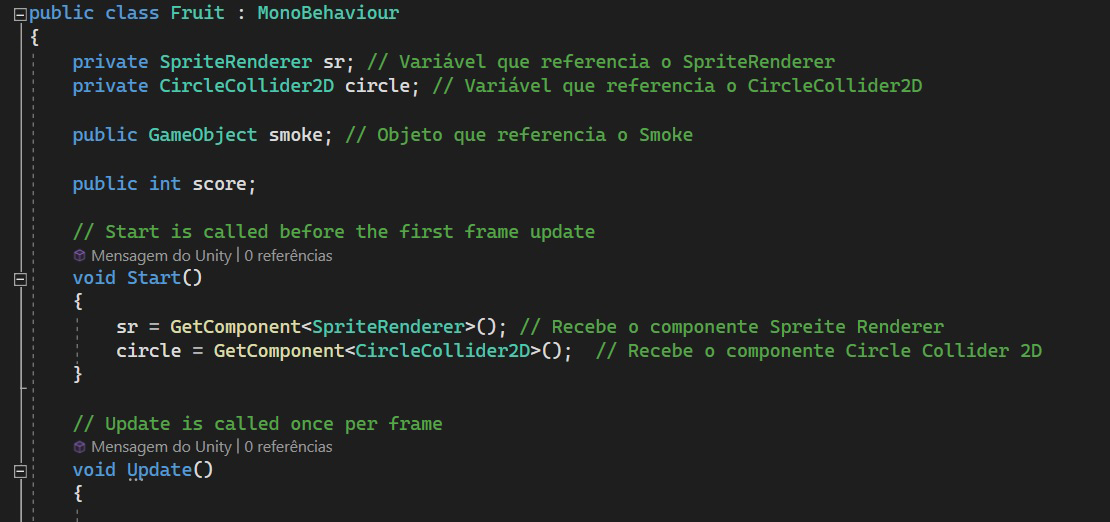 public class Fruit : MonoBehaviour
{
private SpriteRenderer sr; // Variável que referencia o SpriteRenderer
private CircleCollider2D circle; // Variável que referencia o CircleCollider2D
public GameObject smoke; // Objeto que referencia o Smoke
public int score;
// Start is called before the first frame update
Mensagem do Unity | 0 referências
void Start()
{
sr = GetComponent<SpriteRenderer>(); // Recebe o componente Spreite Renderer
circle = GetComponent<CircleCollider2D>();  // Recebe o componente Circle Collider 2D
}
// Update is called once per frame
Mensagem do Unity | 0 referências
void Update()
{